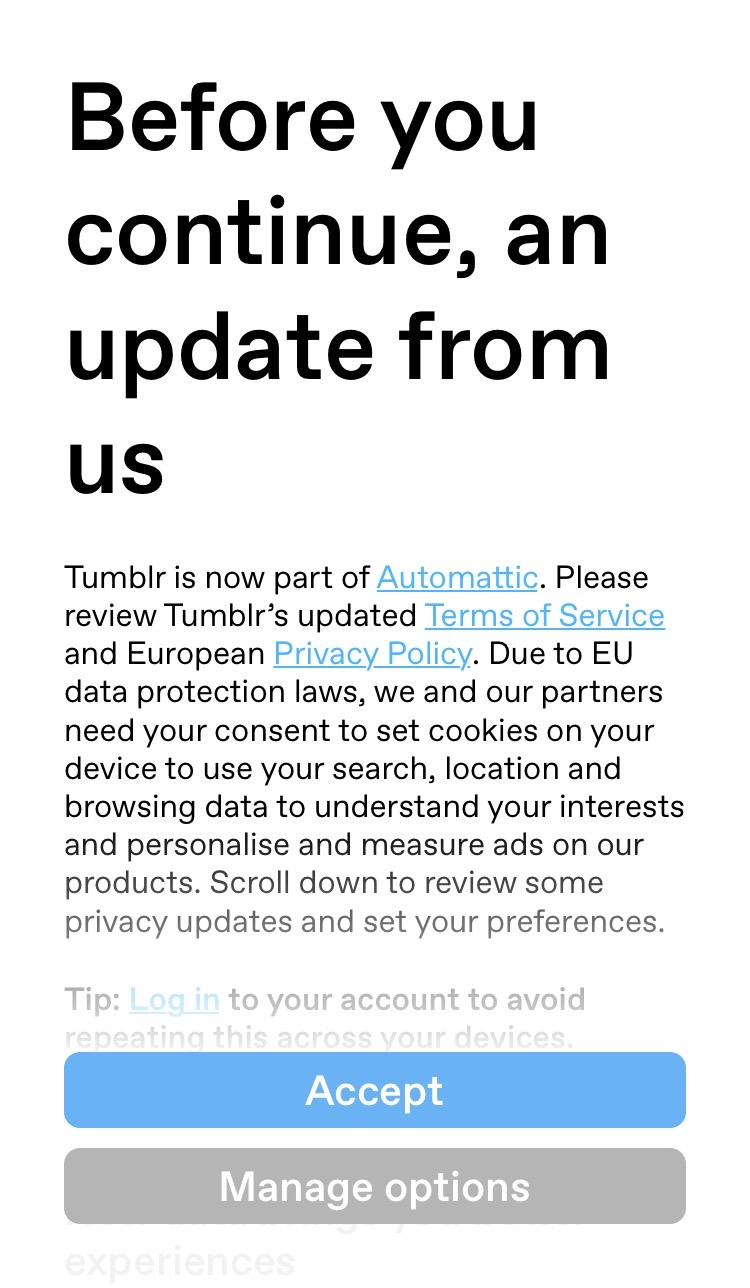 Before you
continue, an
update from
us
Tumblr is now part of Automattic. Please
review Tumblr’s updated Terms of Service
and European Privacy Policy. Due to EU
data protection laws, we and our partners
need your consent to set cookies on your
device to use your search, location and
browsing data to understand your interests
and personalise and measure ads on our
products. Scroll down to review some
privacy updates and set your preferences.
Tip: Log in to your account to avoid
repeating this across your devices.
Accept
Manage options
experiences